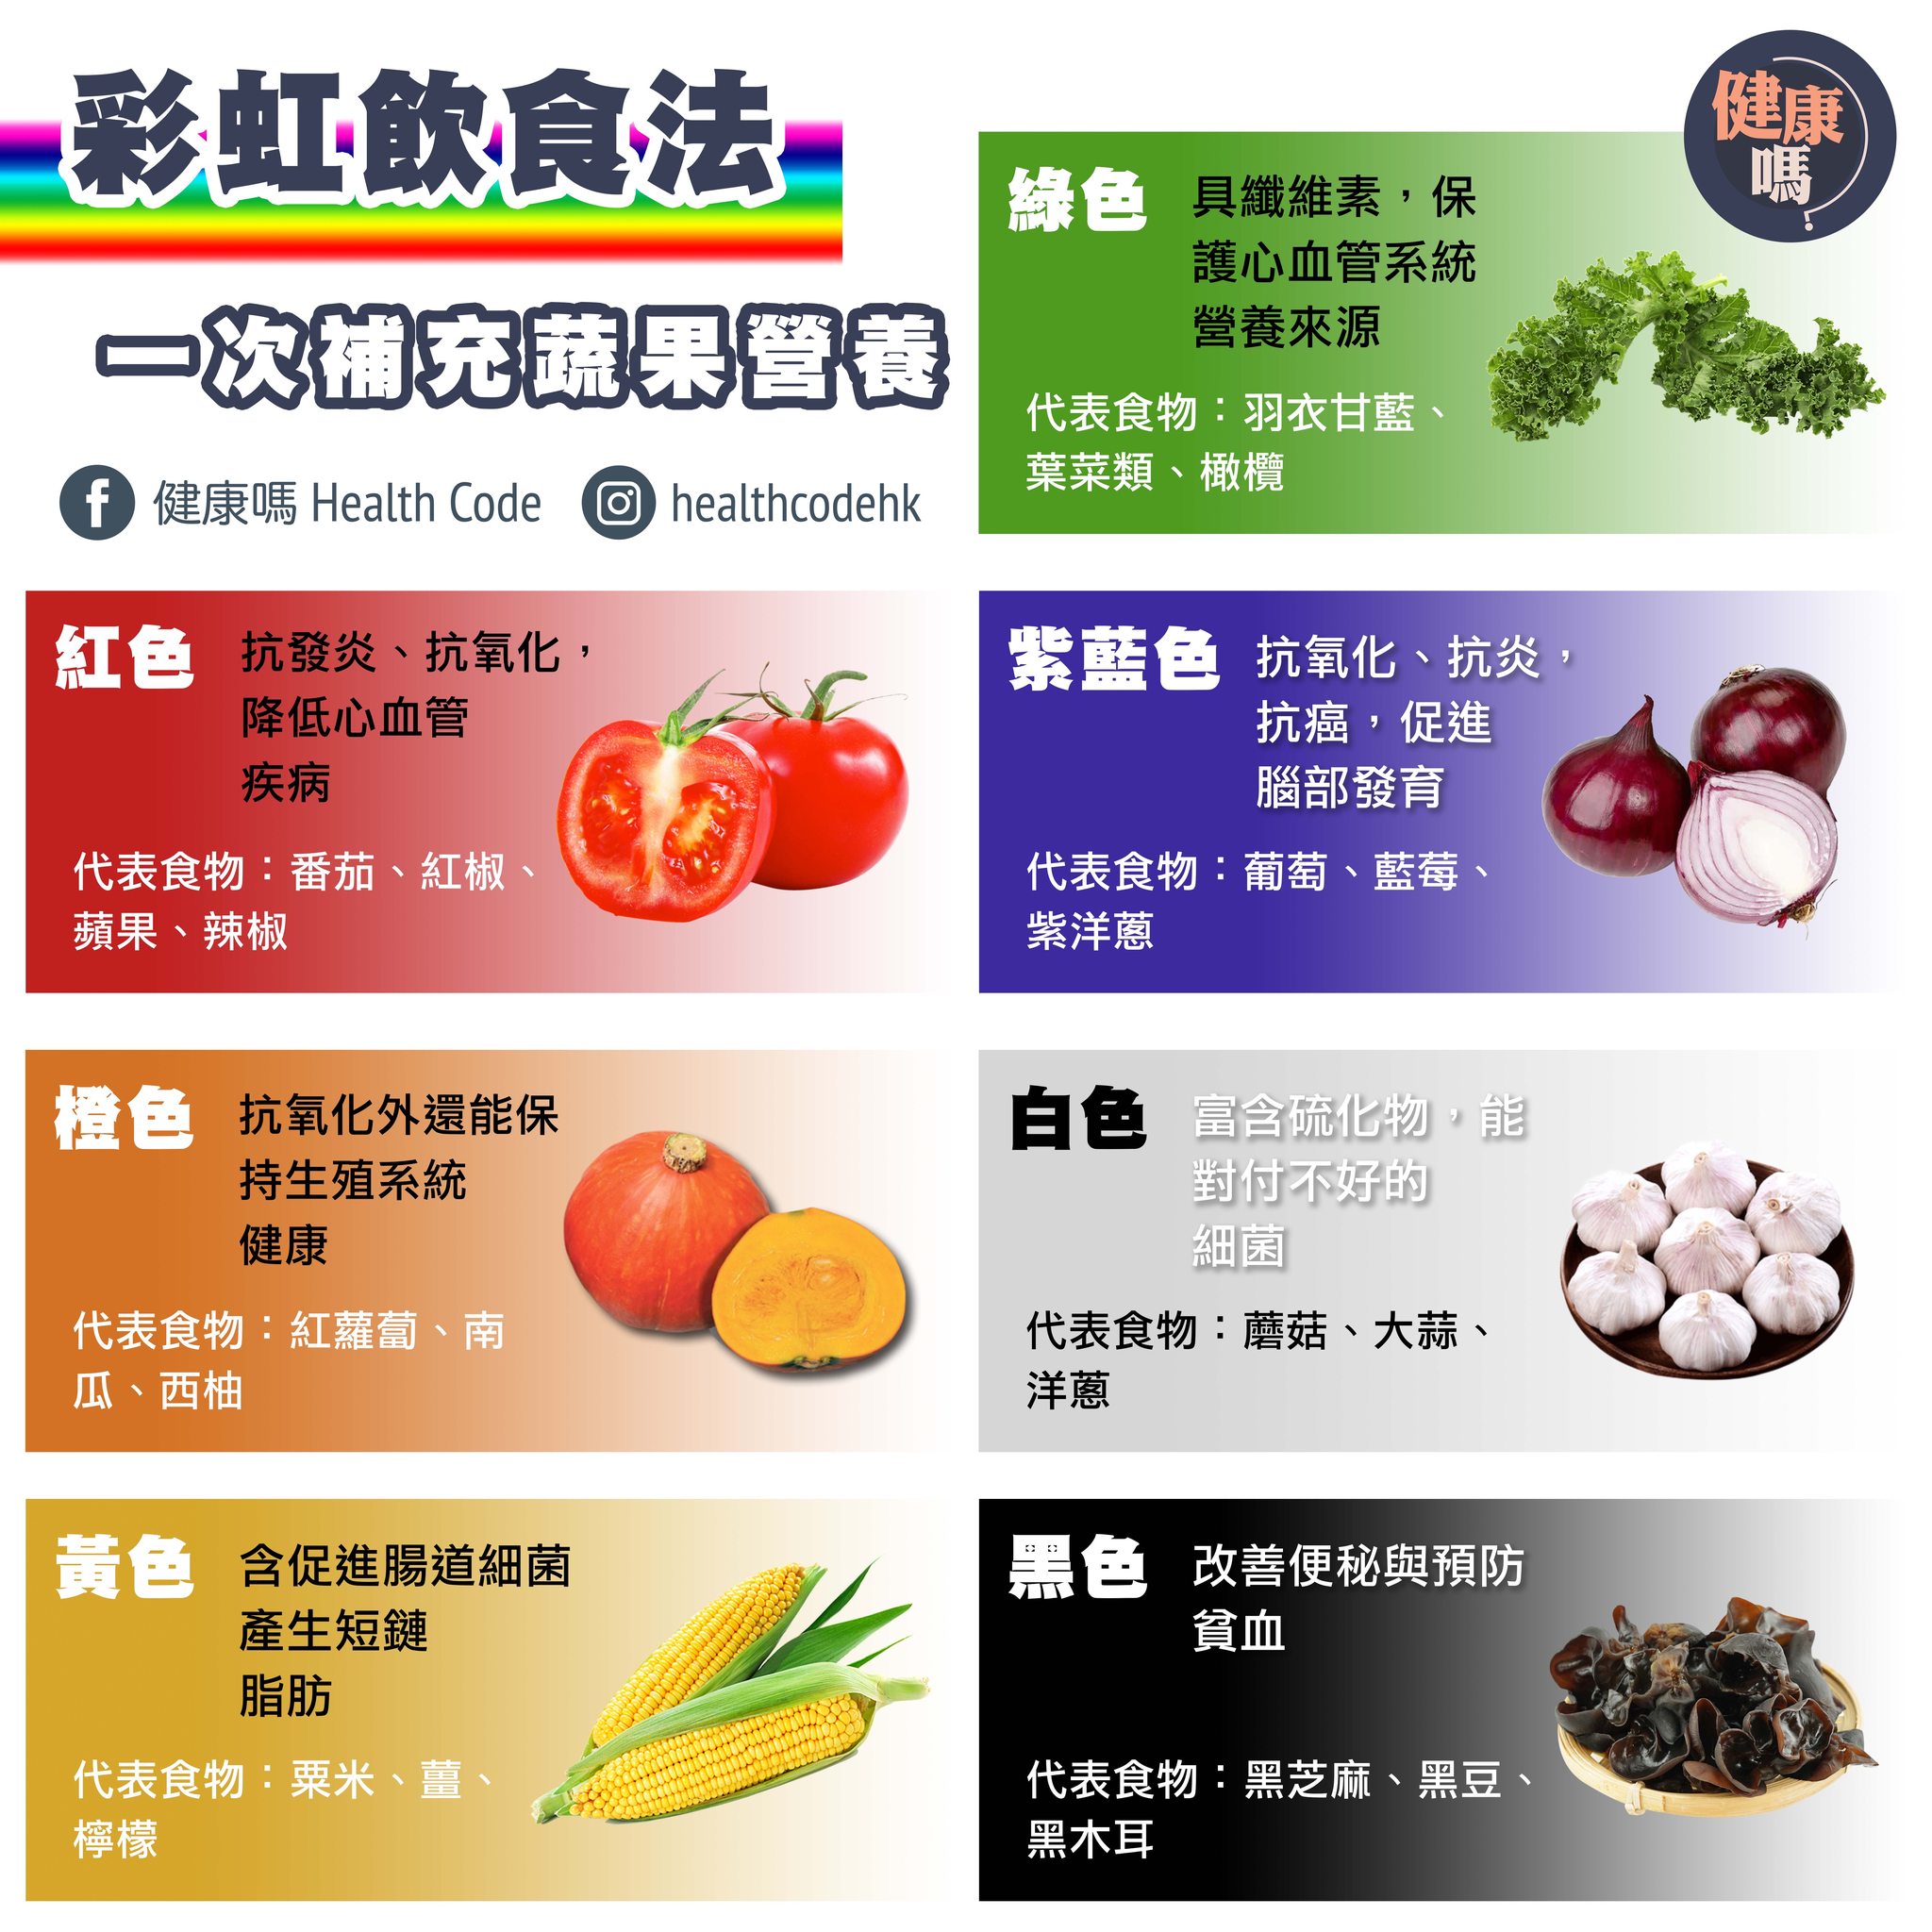 彩虹飲食法
一次補充蔬果營養
健康嗎 Health Code
healthcodehk
健康
嗎?
綠色
具纖維素，保
護心血管系統
營養來源
代表食物：羽衣甘藍、
葉菜類、橄欖
紅色
抗發炎、抗氧化，
降低心血管
疾病
代表食物：番茄、紅椒、
蘋果、辣椒
紫藍色
抗氧化、抗炎，
抗癌，促進
腦部發育
代表食物：葡萄、藍莓、
紫洋蔥
橙色
抗氧化外還能保
持生殖系統
健康
代表食物：紅蘿蔔、南
瓜、西柚
白色
富含硫化物，能
對付不好的
細菌
代表食物：蘑菇、大蒜、
洋蔥
黃色
含促進腸道細菌
產生短鏈
脂肪
代表食物：粟米、薑、
檸檬
黑色
改善便秘與預防
貧血
代表食物：黑芝麻、黑豆、
黑木耳